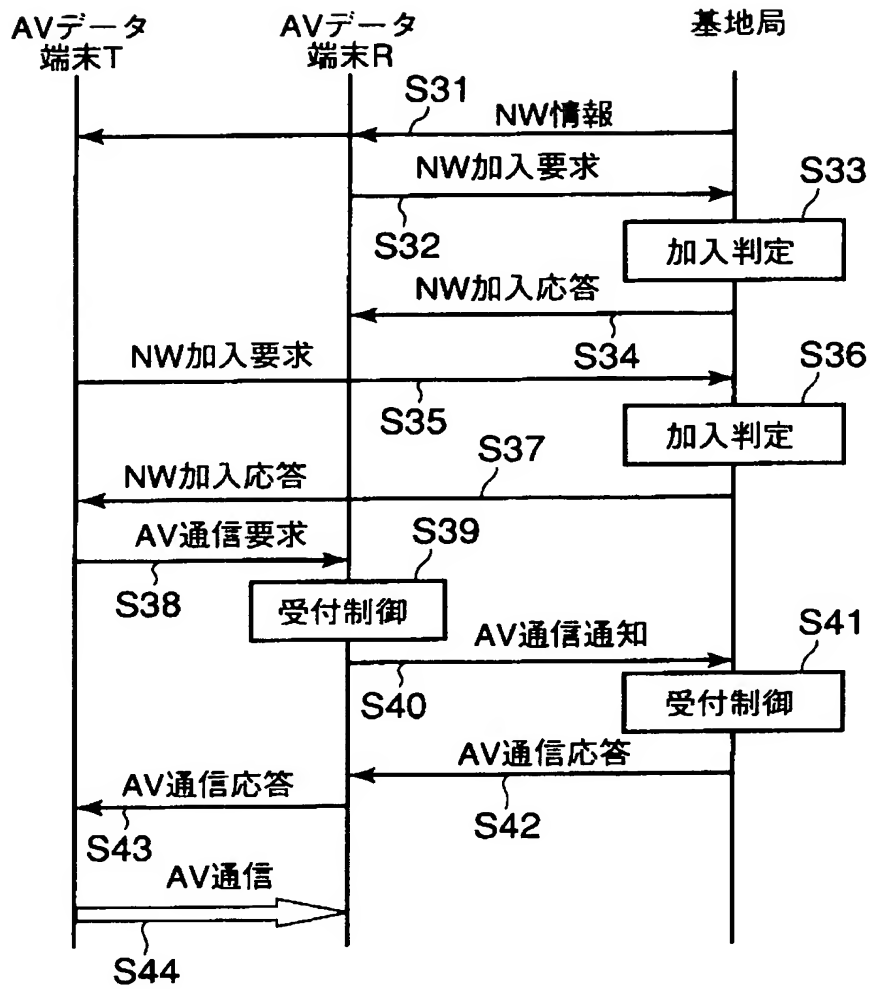 AVデータ
端末T
AVデータ
端末R
基地局
S31
NW情報
NW加入要求
S32
S33
加入判定
NW加入応答
S34
NW加入要求
S35
S36
加入判定
S37
NW加入応答
AV通信要求
S38
S39
受付制御
AV通信通知
S40
S41
受付制御
AV通信応答
S42
AV通信応答
S43
AV通信
S44